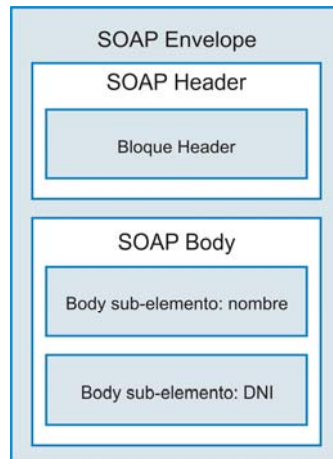 SOAP Envelope
SOAP Header
Bloque Header
SOAP Body
Body sub-elemento: nombre
Body sub-elemento: DNI